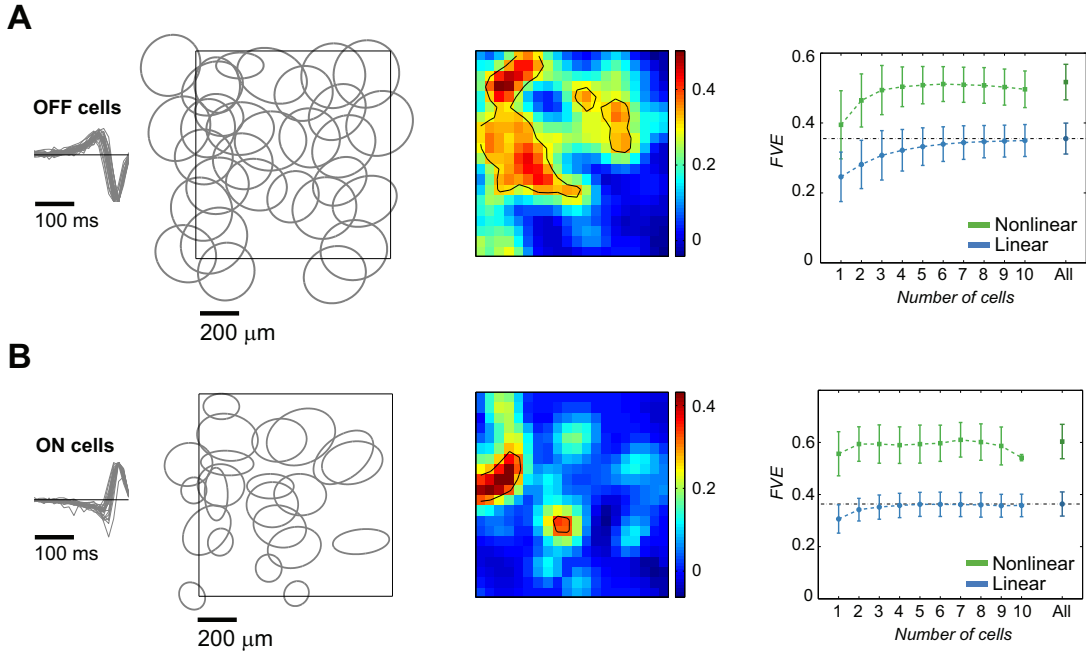 A
OFF cells
100 ms
200 μm
0.4
0.2
0
0.6
0.4
0.2
0
FVE
Nonlinear
Linear
1 2 3 4 5 6 7 8 9 10 All
Number of cells
B
ON cells
100 ms
200 μm
0.4
0.2
0
0.6
0.4
0.2
0
FVE
Nonlinear
Linear
1 2 3 4 5 6 7 8 9 10 All
Number of cells